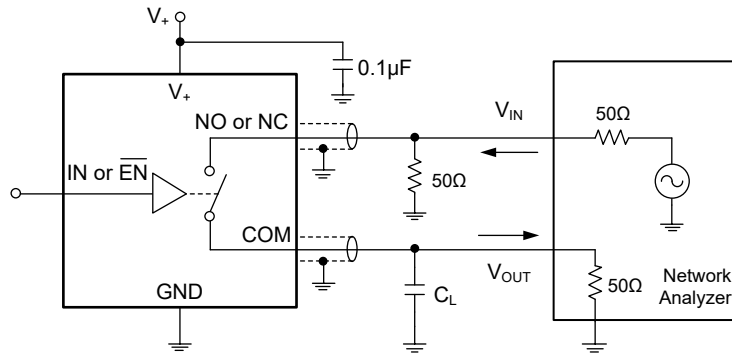 V+
0.1µF
V+
NO or NC
VIN
50Ω
50Ω
IN or EN
COM
VOUT
CL
50Ω
Network
Analyzer
GND